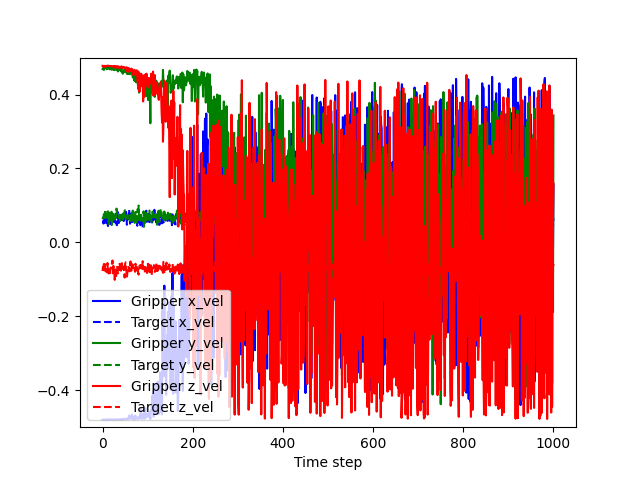 0.4
0.2
0.0
−0.2
−0.4
Gripper x_vel
Target x_vel
Gripper y_vel
Target y_vel
Gripper z_vel
Target z_vel
0 200 400 600 800 1000
Time step